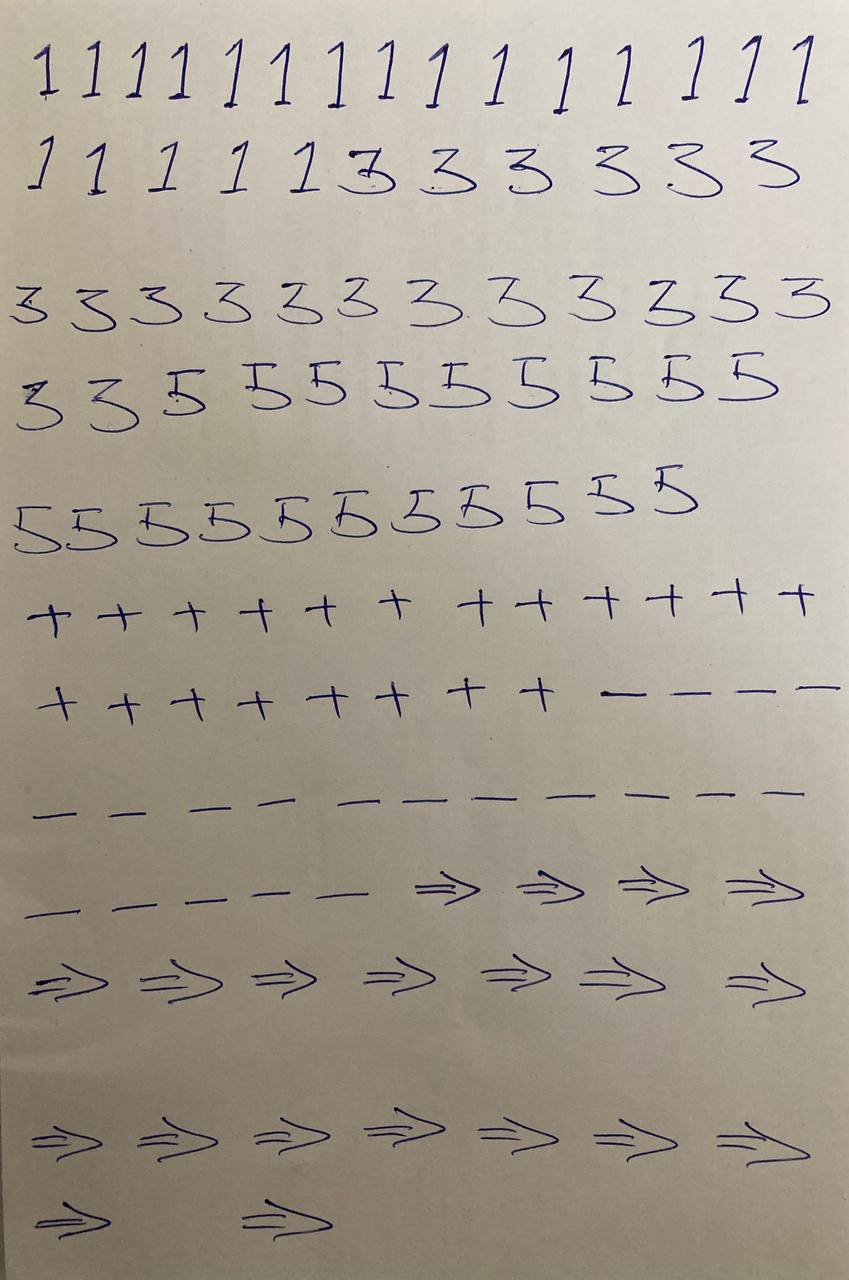 1 1 1 1 1 1 1 1 1 1 1 1 1 1 1
1 1 1 1 1 3 3 3 3 3 3
3 3 3 3 3 3 3 3 3 3 3 3
3 3 5 5 5 5 5 5 5 5 5
5 5 5 5 5 5 5 5 5 5 5
+ + + + + + + + + + + +
+ + + + + + + + — — — —
— — — — — — — — — — —
— — — — — ⇒ ⇒ ⇒ ⇒
⇒ ⇒ ⇒ ⇒ ⇒ ⇒ ⇒
⇒ ⇒ ⇒ ⇒ ⇒ ⇒ ⇒
⇒ ⇒